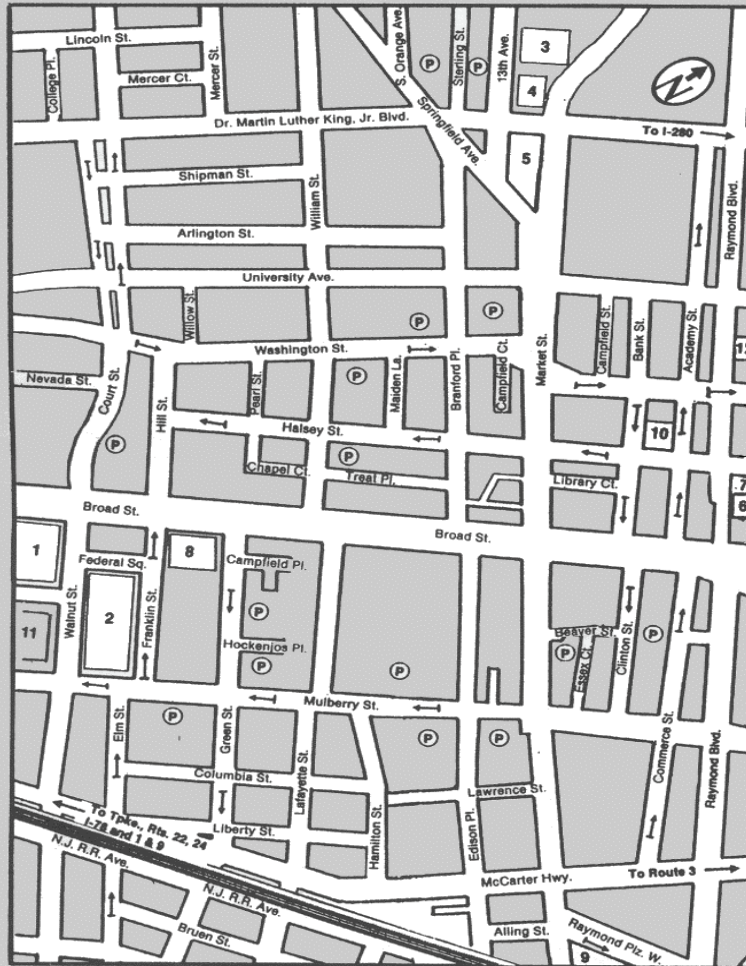 Lincoln St.
College Pl.
Mercer Ct.
Mercer St.
S. Orange Ave.
Sterling St.
13th Ave.
P
P
3
4
N
Dr. Martin Luther King, Jr. Blvd.
Springfield Ave.
To I-280
5
Shipman St.
William St.
Arlington St.
Raymond Blvd.
University Ave.
Willow St.
P
P
Washington St.
Market St.
Campfield St.
Bank St.
Academy St.
Nevada St.
Court St.
Hill St.
Pearl St.
P
Maiden La.
Branford Pl.
Campfield Ct.
Halsey St.
10
P
Chapel Ct.
P
Treat Pl.
Library Ct.
7
6
Broad St.
Broad St.
1
Federal Sq.
8
Campfield Pl.
Walnut St.
2
Franklin St.
P
11
Hockenjos Pl.
P
P
Beaver St.
P
Essex Ct.
Clinton St.
P
Mulberry St.
Elm St.
P
Green St.
P
P
Commerce St.
Raymond Blvd.
Columbia St.
Lafayette St.
Lawrence St.
To Tpke., Rts. 22, 24
I-78 and 1 & 9
Liberty St.
Hamilton St.
Edison Pl.
N.J. R.R. Ave.
McCarter Hwy.
To Route 3
N.J. R.R. Ave.
Bruen St.
Alling St.
Raymond Plz. W.
9